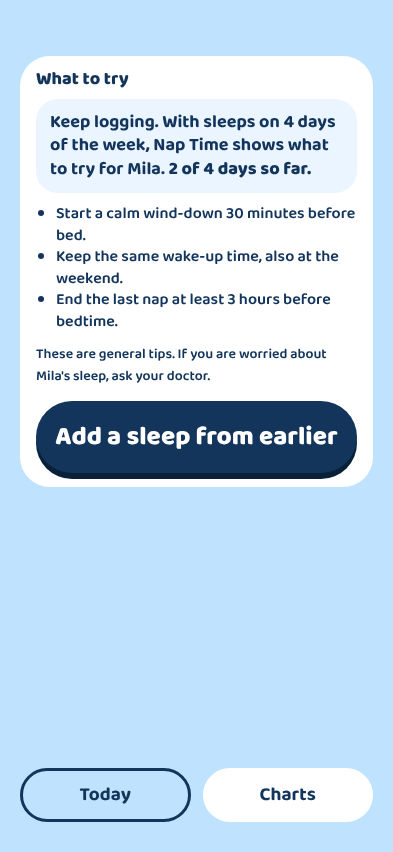 What to try
Keep logging. With sleeps on 4 days
of the week, Nap Time shows what
to try for Mila. 2 of 4 days so far.
• Start a calm wind-down 30 minutes before
bed.
• Keep the same wake-up time, also at the
weekend.
• End the last nap at least 3 hours before
bedtime.
These are general tips. If you are worried about
Mila's sleep, ask your doctor.
Add a sleep from earlier
Today
Charts